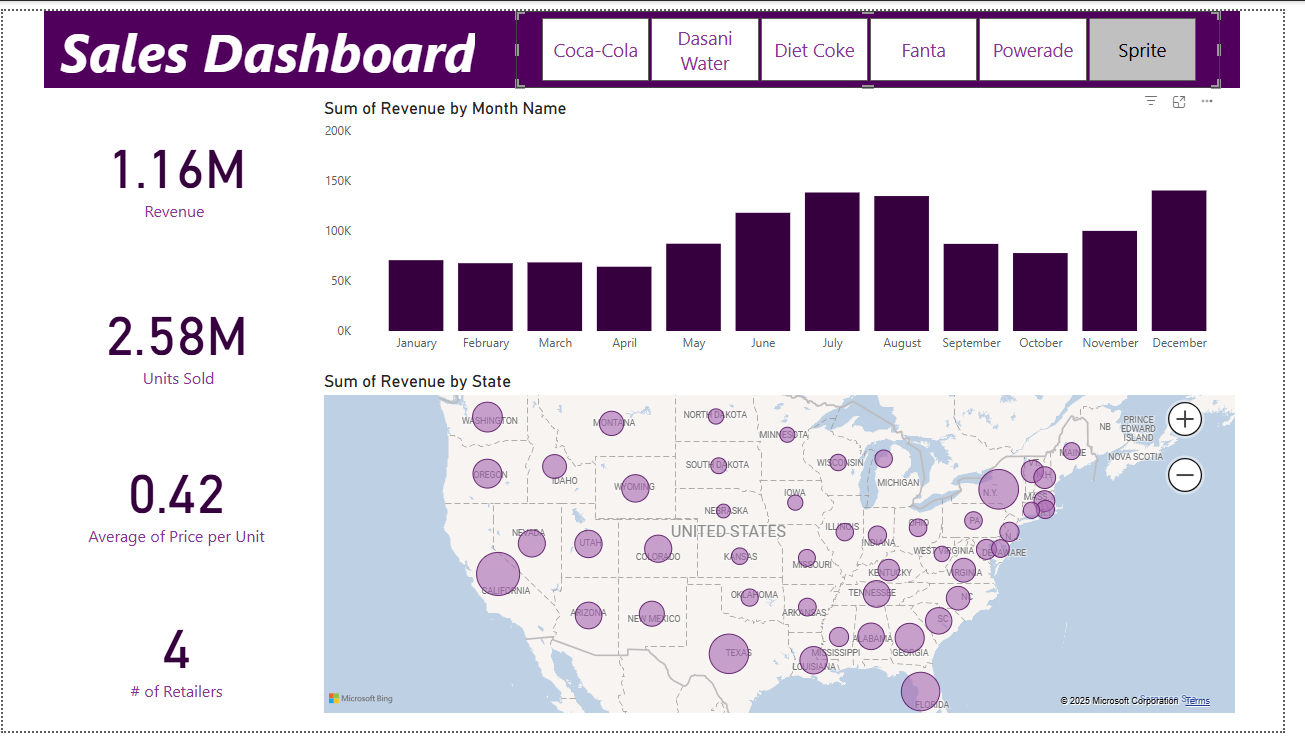 Sales Dashboard
Coca-Cola
Dasani
Water
Diet Coke
Fanta
Powerade
Sprite
1.16M
Revenue
2.58M
Units Sold
0.42
Average of Price per Unit
4
# of Retailers
Sum of Revenue by Month Name
200K
150K
100K
50K
0K
January
February
March
April
May
June
July
August
September
October
November
December
Sum of Revenue by State
WASHINGTON
MONTANA
NORTH DAKOTA
MINNESOTA
OREGON
IDAHO
SOUTH DAKOTA
WISCONSIN
MICHIGAN
MAINE
NB
PRINCE
EDWARD
ISLAND
NOVA SCOTIA
WYOMING
IOWA
N.Y.
MASS
NEBRASKA
NEVADA
UTAH
UNITED STATES
ILLINOIS
INDIANA
OHIO
PA
COLORADO
KANSAS
MISSOURI
WEST VIRGINIA
DELAWARE
CALIFORNIA
KENTUCKY
VIRGINIA
ARIZONA
NEW MEXICO
OKLAHOMA
ARKANSAS
TENNESSEE
NC
SC
TEXAS
LOUISIANA
MISSISSIPPI
ALABAMA
GEORGIA
FLORIDA
Microsoft Bing
© 2025 Microsoft Corporation
Terms